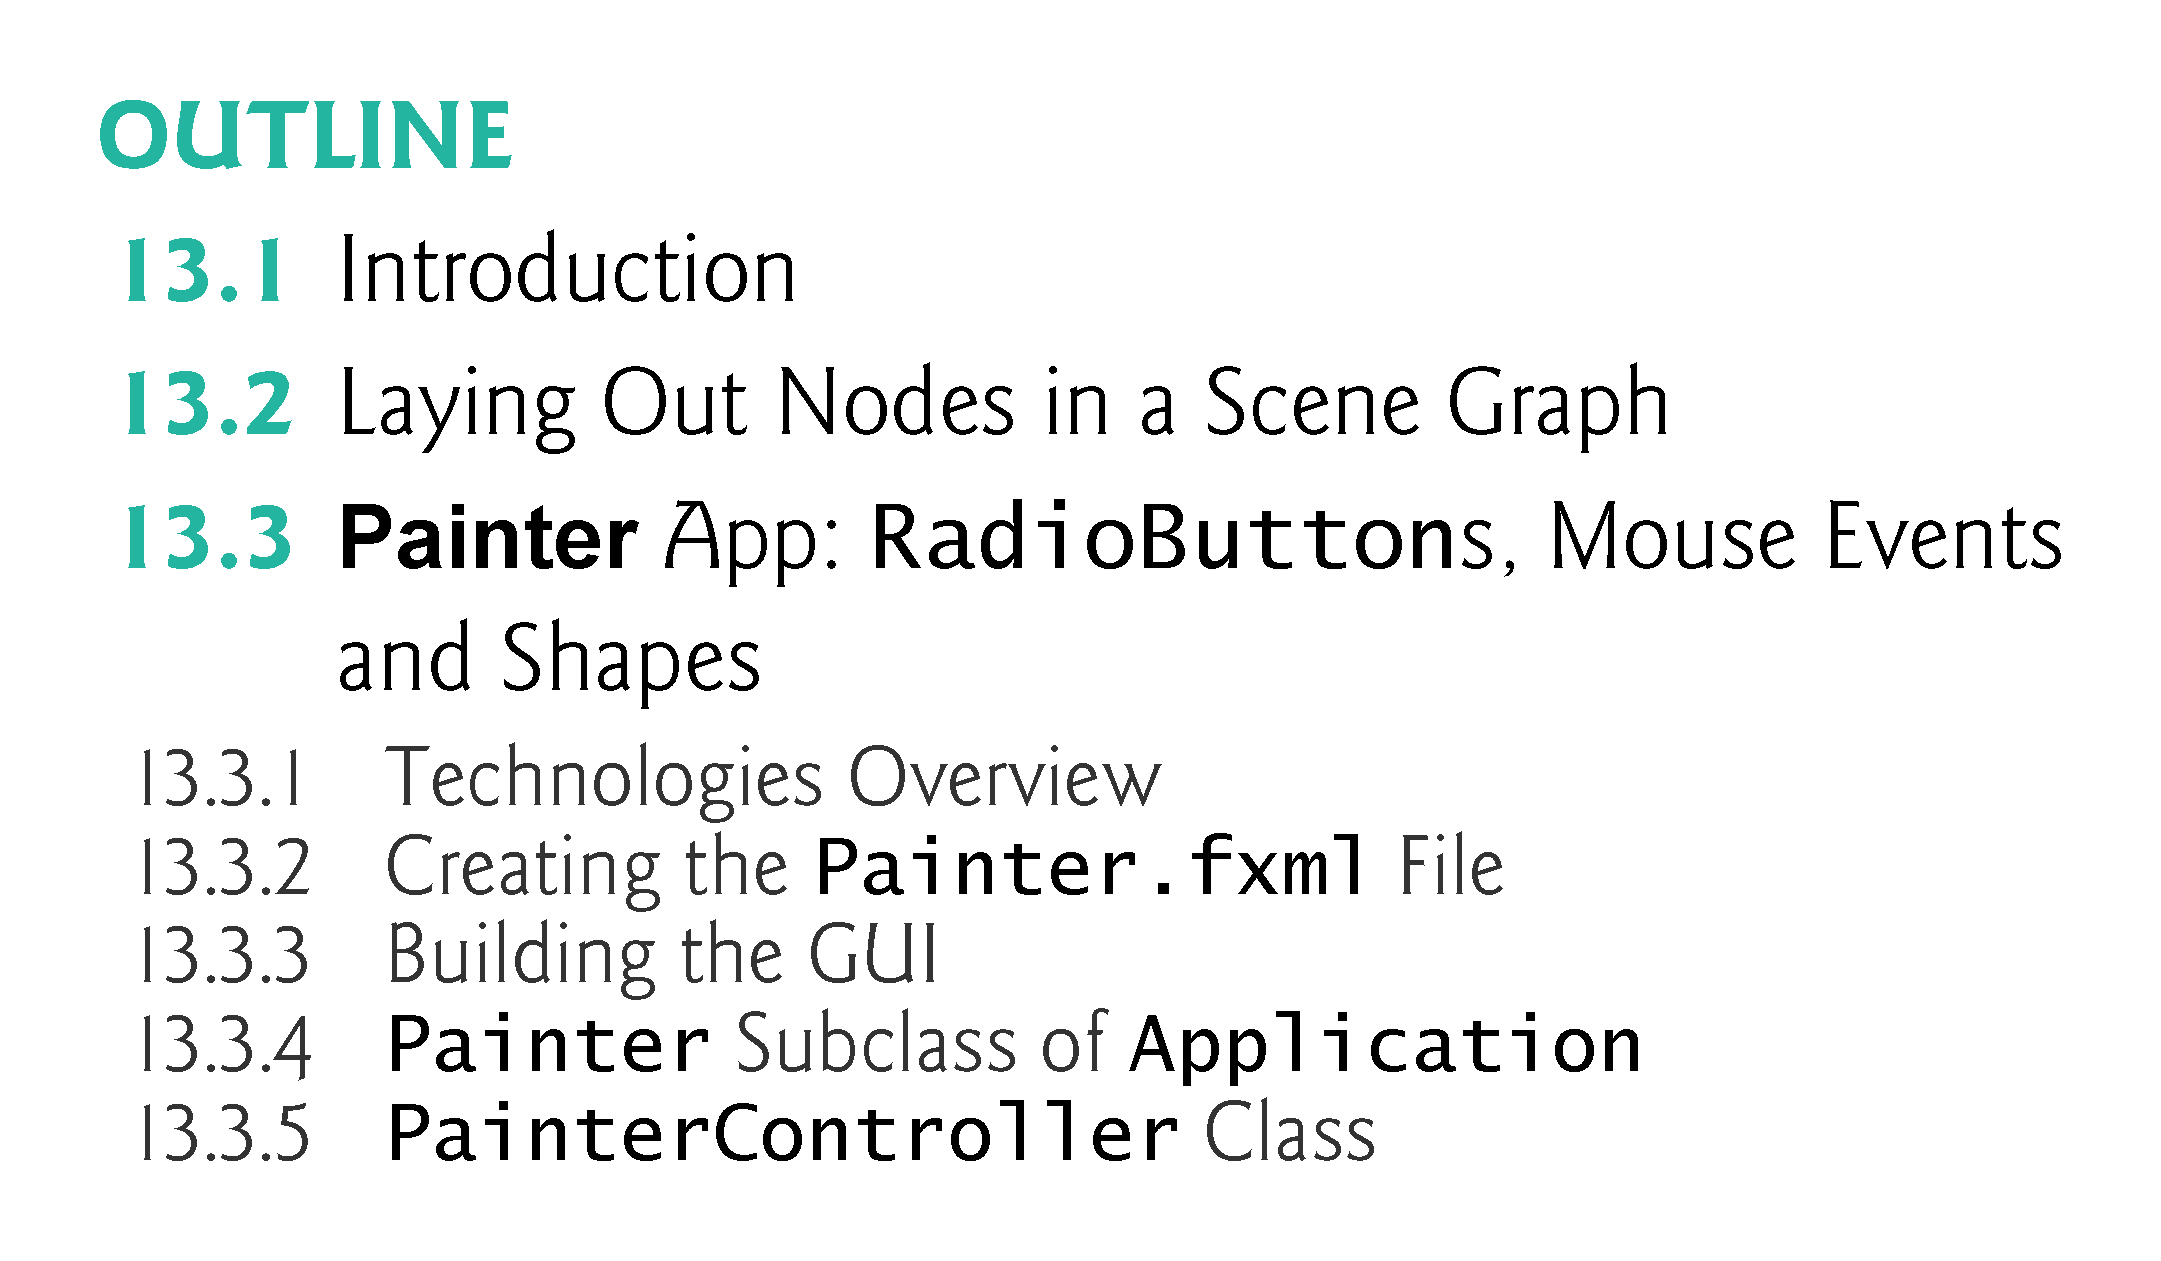 OUTLINE
13.1 Introduction
13.2 Laying Out Nodes in a Scene Graph
13.3 Painter App: RadioButtons, Mouse Events
and Shapes
13.3.1 Technologies Overview
13.3.2 Creating the Painter.fxml File
13.3.3 Building the GUI
13.3.4 Painter Subclass of Application
13.3.5 PainterController Class